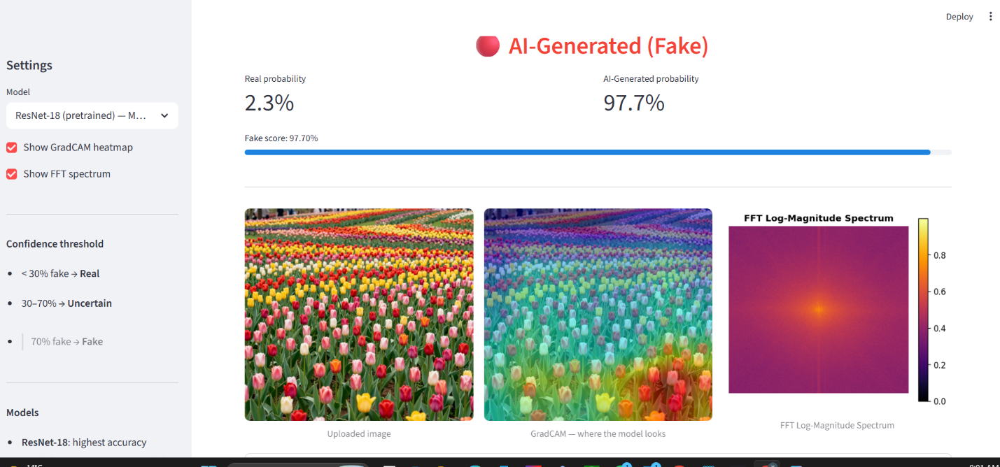 Deploy
Settings
Model
ResNet-18 (pretrained) — M...
Show GradCAM heatmap
Show FFT spectrum
Confidence threshold
< 30% fake → Real
30–70% → Uncertain
70% fake → Fake
Models
ResNet-18: highest accuracy
AI-Generated (Fake)
Real probability
2.3%
AI-Generated probability
97.7%
Fake score: 97.70%
Uploaded image
GradCAM — where the model looks
FFT Log-Magnitude Spectrum
0.8
0.6
0.4
0.2
0.0
FFT Log-Magnitude Spectrum